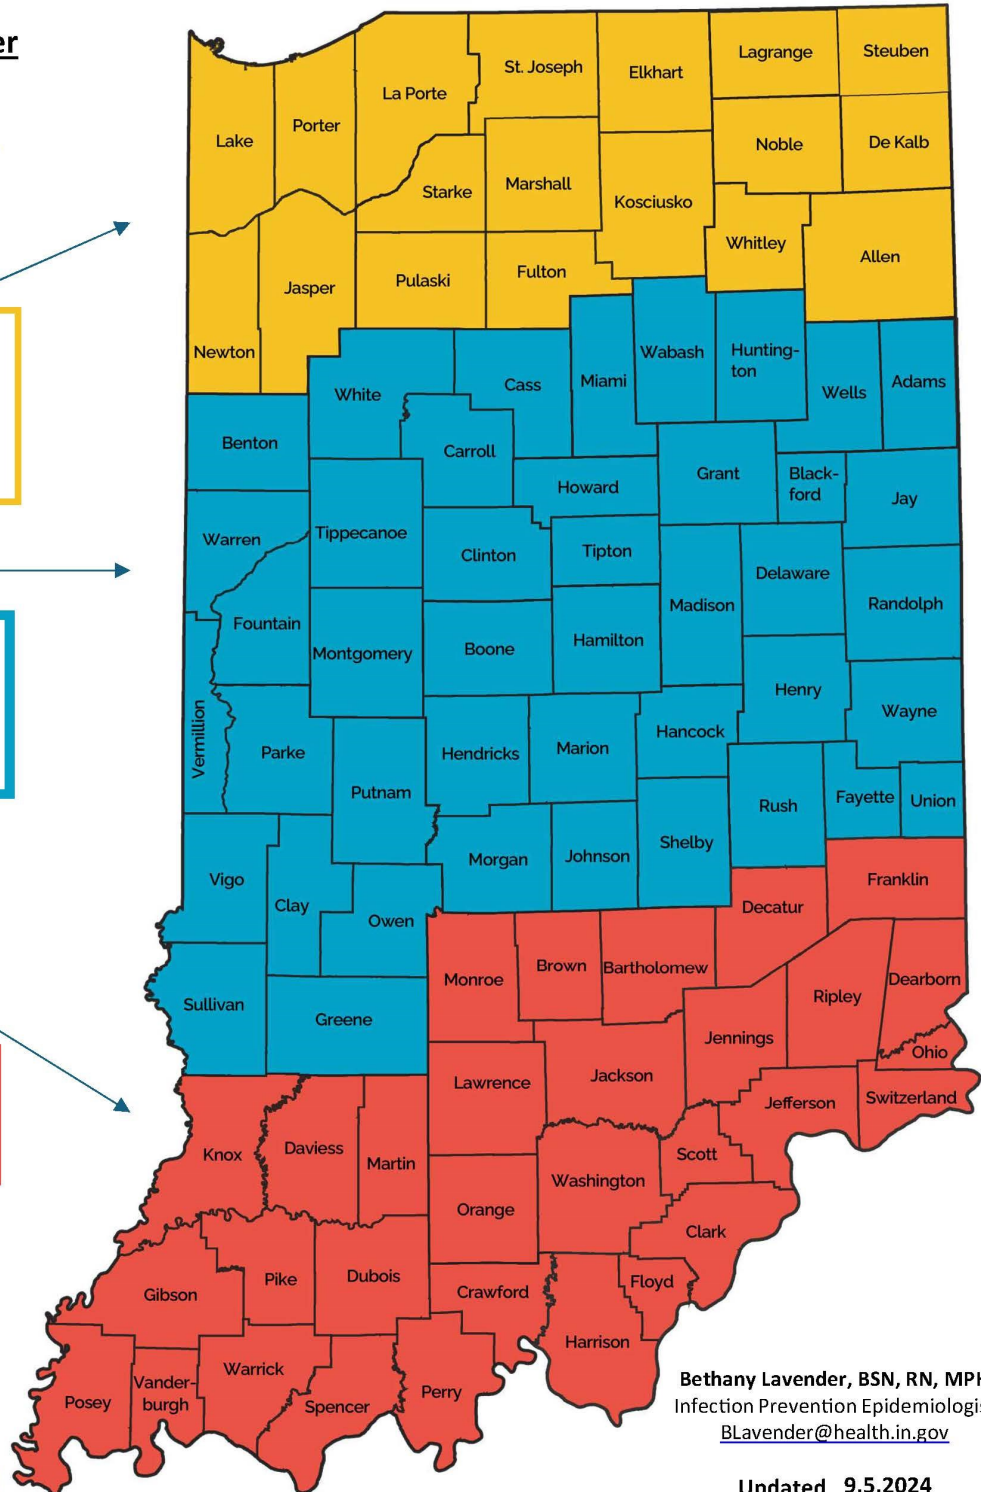 er
Lagrange
Steuben
St. Joseph
Elkhart
La Porte
Porter
Lake
Noble
De Kalb
Starke
Marshall
Kosciusko
Whitley
Allen
Fulton
Pulaski
Jasper
Newton
Wabash
Hunting-
ton
Miami
Cass
White
Wells
Adams
Benton
Carroll
Grant
Black-
ford
Howard
Jay
Warren
Tippecanoe
Clinton
Tipton
Delaware
Randolph
Madison
Fountain
Montgomery
Boone
Hamilton
Henry
Wayne
Vermillion
Parke
Hendricks
Marion
Hancock
Putnam
Rush
Fayette
Union
Morgan
Johnson
Shelby
Vigo
Clay
Owen
Franklin
Decatur
Monroe
Brown
Bartholomew
Dearborn
Ripley
Sullivan
Greene
Jennings
Ohio
Lawrence
Jackson
Jefferson
Switzerland
Knox
Daviess
Martin
Scott
Washington
Orange
Clark
Gibson
Pike
Dubois
Crawford
Floyd
Harrison
Posey
Vander-
burgh
Warrick
Spencer
Perry
Bethany Lavender, BSN, RN, MPH
Infection Prevention Epidemiologis
BLavender@health.in.gov
Updated 9.5.2024